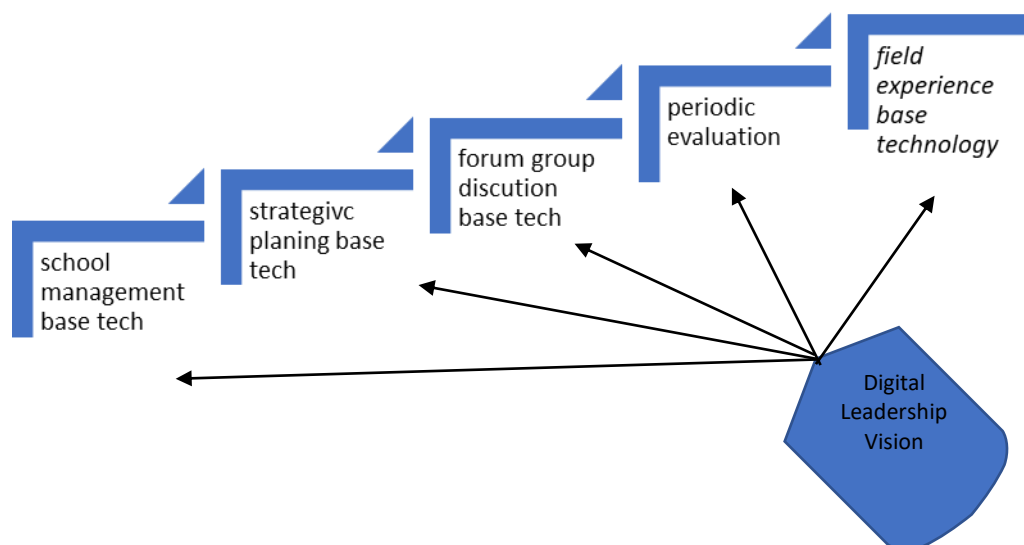 school
management
base tech
strategivc
planing base
tech
forum group
discution
base tech
periodic
evaluation
field
experience
base
technology
Digital
Leadership
Vision